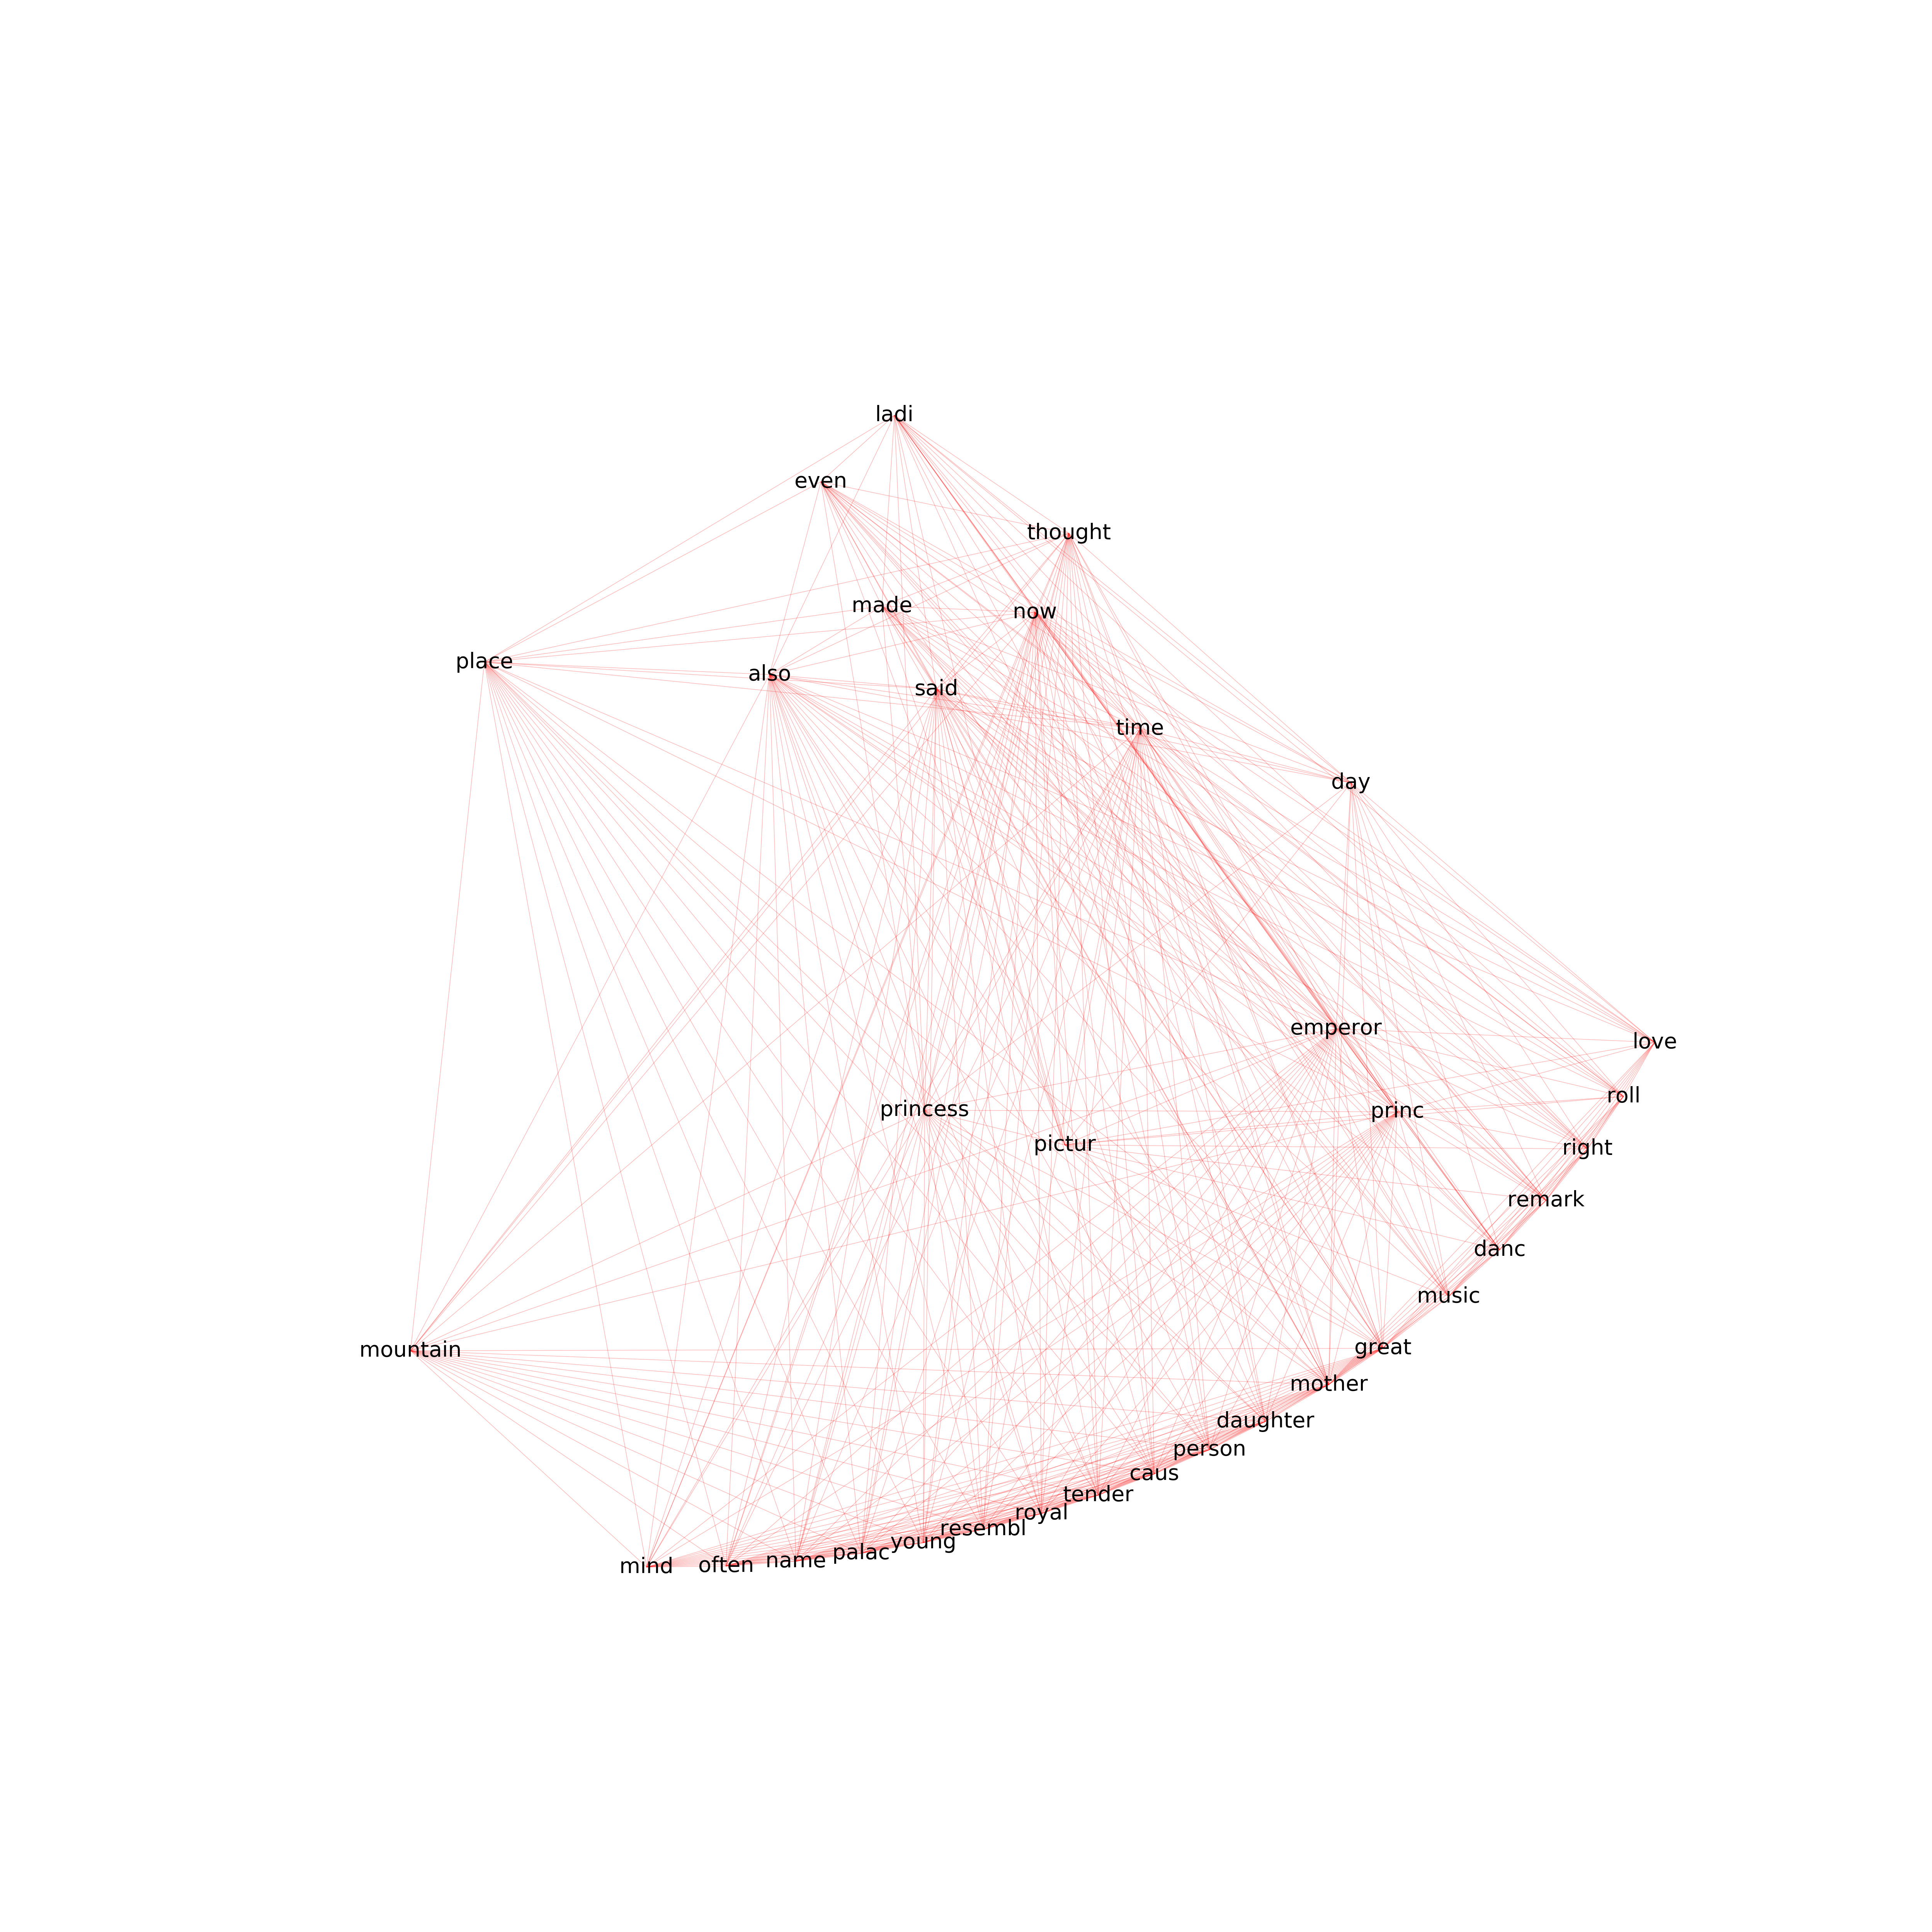 ladi
even
thought
made
now
place
also
said
time
day
emperor
love
roll
princess
princ
pictur
right
remark
danc
music
mountain
great
mother
daughter
person
caus
tender
royal
resembl
young
palac
name
often
mind